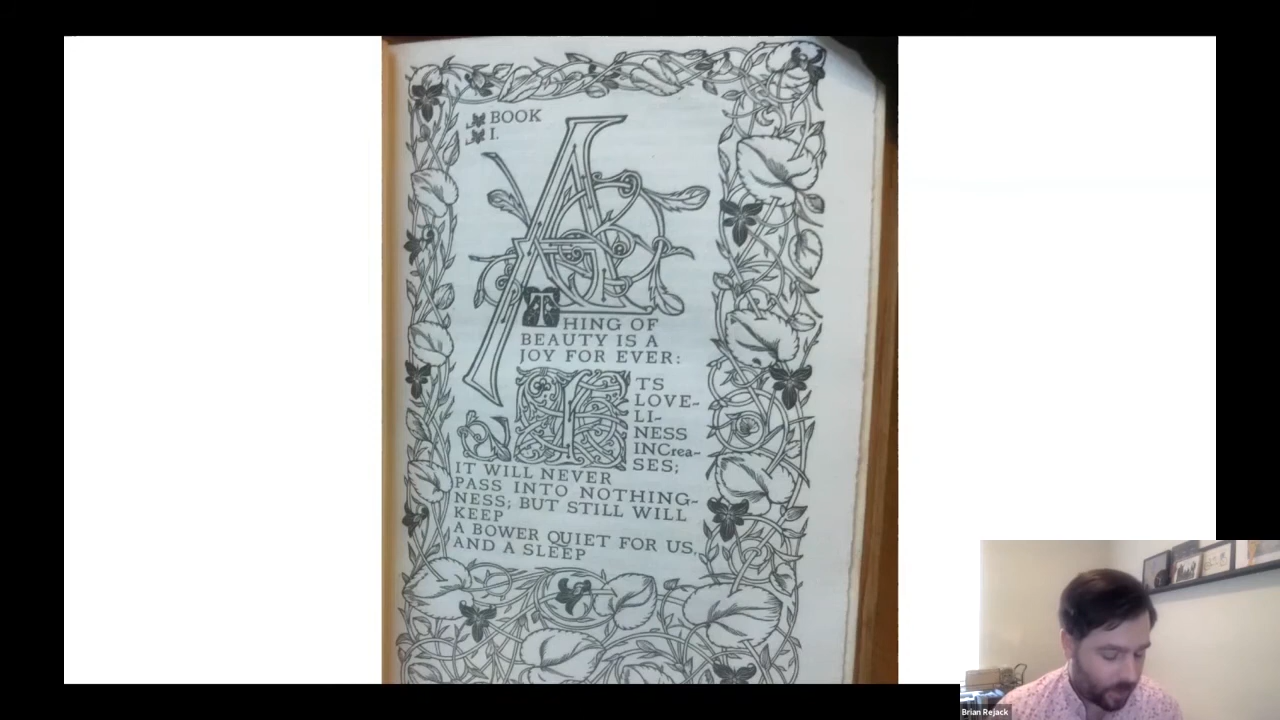 BOOK
I.
A
THING OF
BEAUTY IS A
JOY FOR EVER:
ITS
LOVE-
LI-
NESS
INCrea-
SES;
IT WILL NEVER
PASS INTO NOTHING-
NESS; BUT STILL WILL
KEEP
A BOWER QUIET FOR US,
AND A SLEEP
Brian Rejack